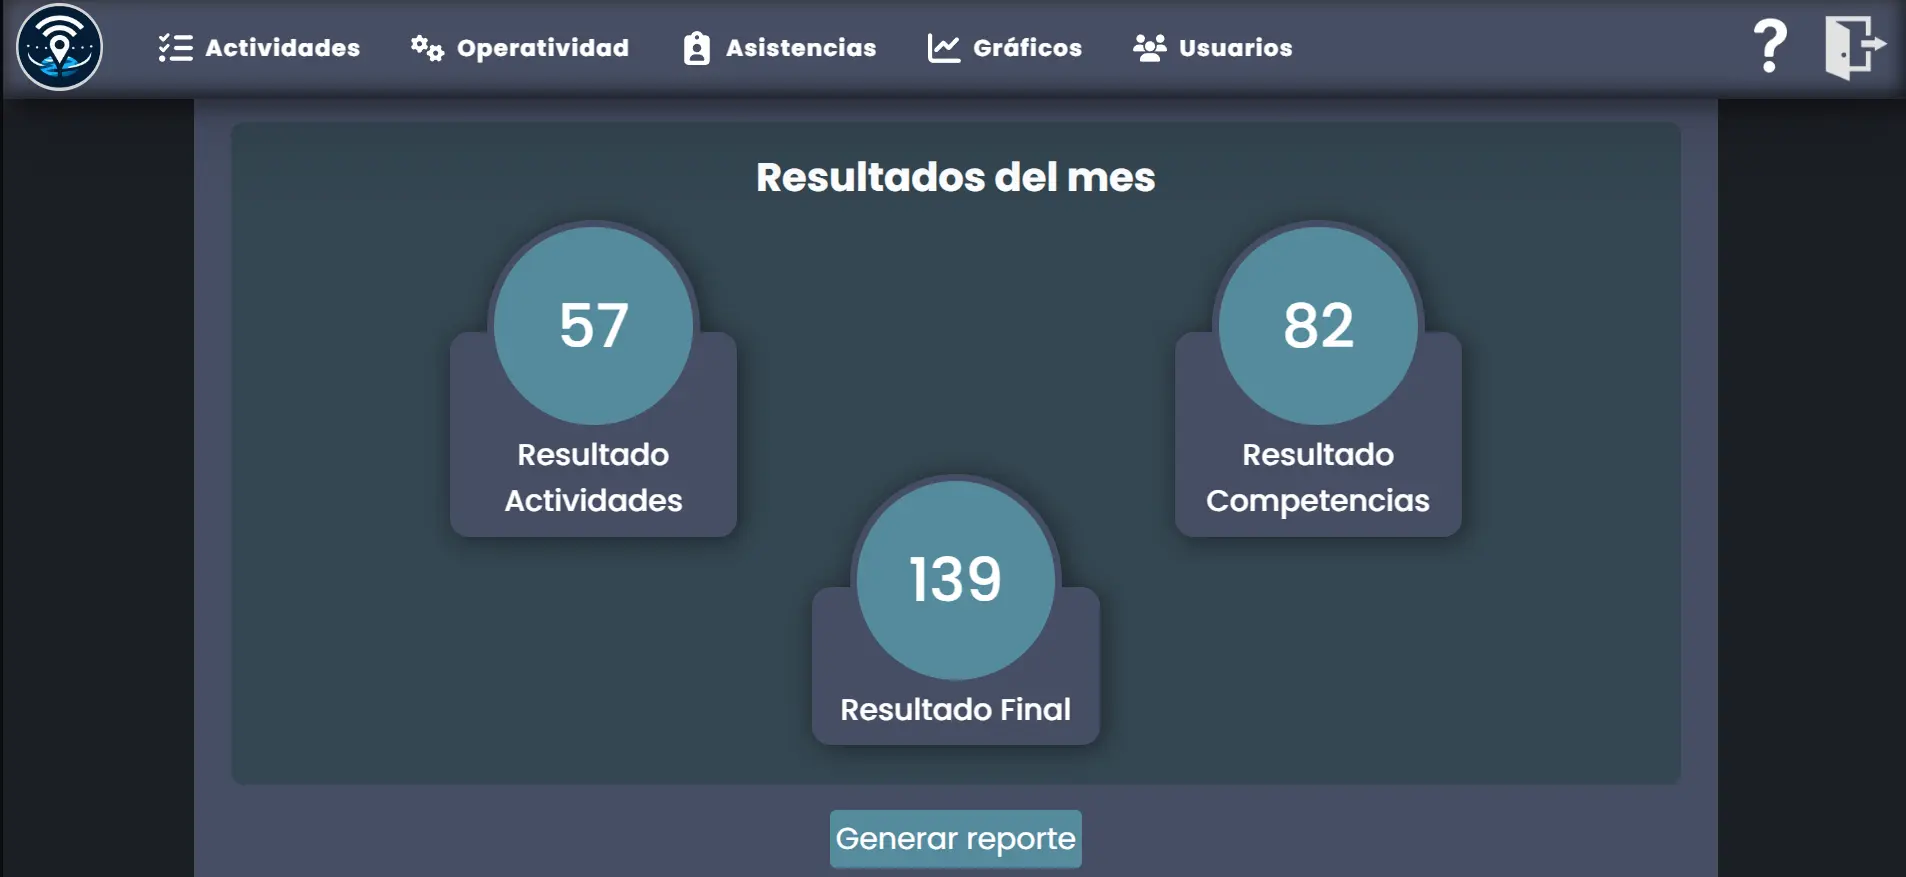 Actividades
Operatividad
Asistencias
Gráficos
Usuarios
?
Resultados del mes
57
Resultado
Actividades
82
Resultado
Competencias
139
Resultado Final
Generar reporte